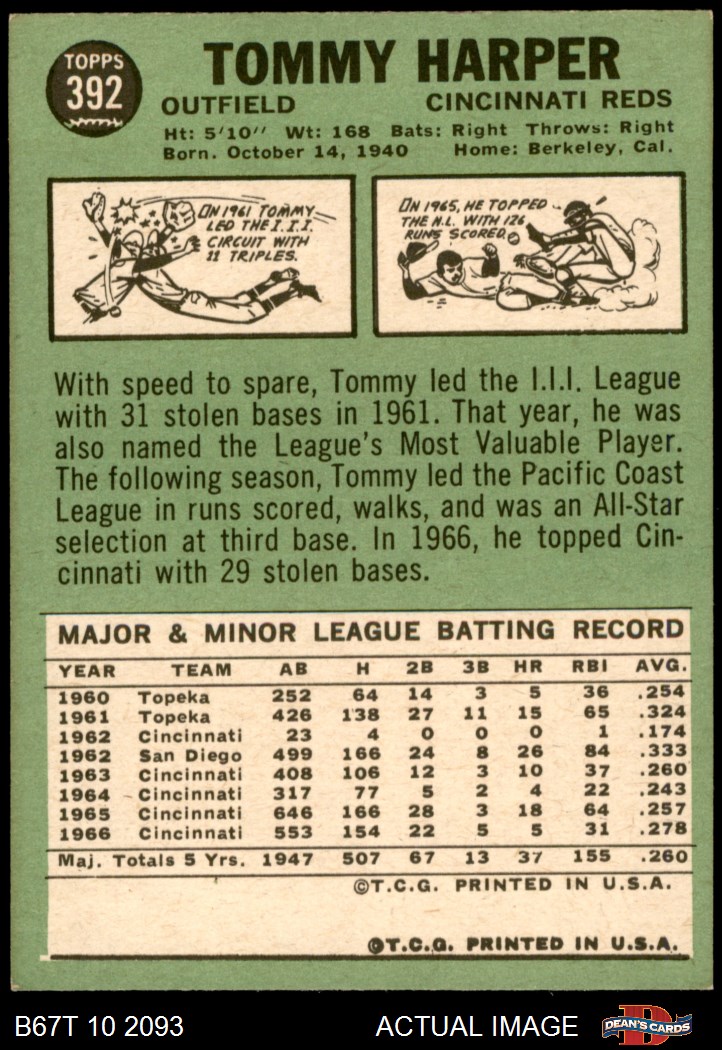 TOPPS
392
TOMMY HARPER
OUTFIELD CINCINNATI REDS
Ht: 5'10'' Wt: 168 Bats: Right Throws: Right
Born. October 14, 1940 Home: Berkeley, Cal.
ON 1961 TOMMY
LED THE I.I.I.
CIRCUIT WITH
11 TRIPLES.
ON 1965, HE TOPPED
THE N.L. WITH 126
RUNS SCORED.
With speed to spare, Tommy led the I.I.I. League
with 31 stolen bases in 1961. That year, he was
also named the League's Most Valuable Player.
The following season, Tommy led the Pacific Coast
League in runs scored, walks, and was an All-Star
selection at third base. In 1966, he topped Cin-
cinnati with 29 stolen bases.
MAJOR & MINOR LEAGUE BATTING RECORD
YEAR TEAM AB H 2B 3B HR RBI AVG.
1960 Topeka 252 64 14 3 5 36 .254
1961 Topeka 426 138 27 11 15 65 .324
1962 Cincinnati 23 4 0 0 0 1 .174
1962 San Diego 499 166 24 8 26 84 .333
1963 Cincinnati 408 106 12 3 10 37 .260
1964 Cincinnati 317 77 5 2 4 22 .243
1965 Cincinnati 646 166 28 3 18 64 .257
1966 Cincinnati 553 154 22 5 5 31 .278
Maj. Totals 5 Yrs. 1947 507 67 13 37 155 .260
©T.C.G. PRINTED IN U.S.A.
©T.C.G. PRINTED IN U.S.A.
B67T 10 2093 ACTUAL IMAGE D DEAN'S CARDS